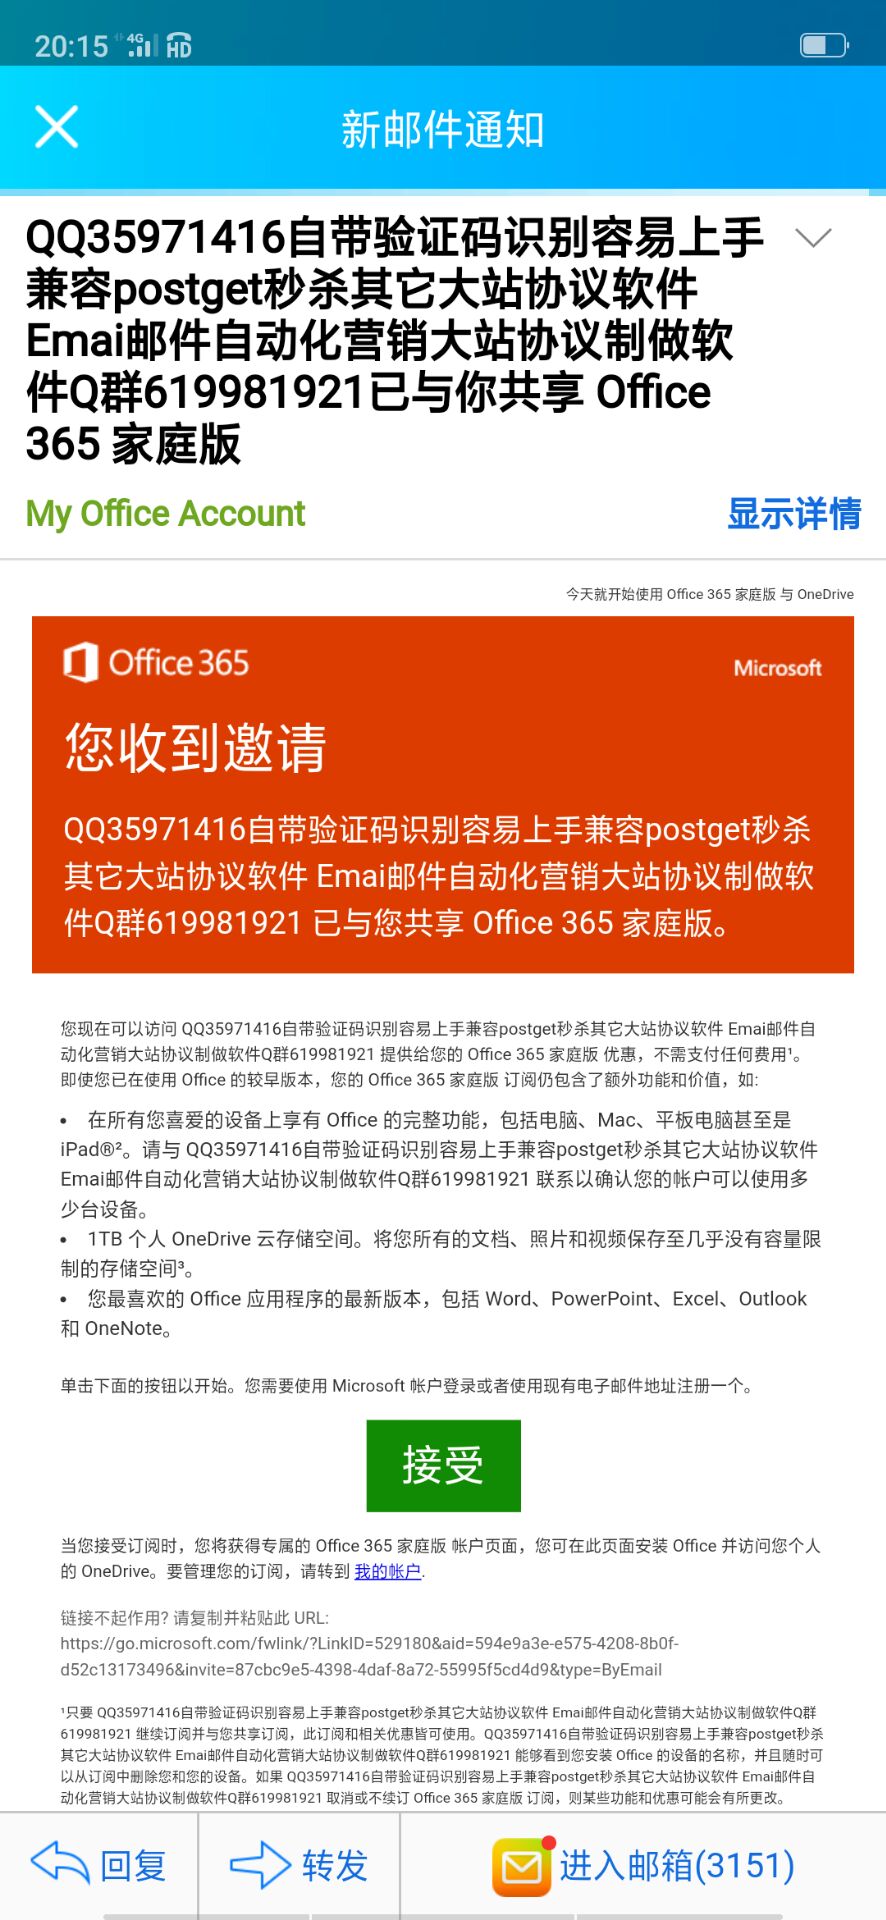 20:15 4G HD
新邮件通知
QQ35971416自带验证码识别容易上手
兼容postget秒杀其它大站协议软件
Emai邮件自动化营销大站协议制做软
件Q群619981921已与你共享 Office
365 家庭版
My Office Account 显示详情
今天就开始使用 Office 365 家庭版 与 OneDrive
Office 365 Microsoft
您收到邀请
QQ35971416自带验证码识别容易上手兼容postget秒杀
其它大站协议软件 Emai邮件自动化营销大站协议制做软
件Q群619981921 已与您共享 Office 365 家庭版。
您现在可以访问 QQ35971416自带验证码识别容易上手兼容postget秒杀其它大站协议软件 Emai邮件自
动化营销大站协议制做软件Q群619981921 提供给您的 Office 365 家庭版 优惠，不需支付任何费用¹。
即使您已在使用 Office 的较早版本，您的 Office 365 家庭版 订阅仍包含了额外功能和价值，如:
• 在所有您喜爱的设备上享有 Office 的完整功能，包括电脑、Mac、平板电脑甚至是
iPad®²。请与 QQ35971416自带验证码识别容易上手兼容postget秒杀其它大站协议软件
Emai邮件自动化营销大站协议制做软件Q群619981921 联系以确认您的帐户可以使用多
少台设备。
• 1TB 个人 OneDrive 云存储空间。将您所有的文档、照片和视频保存至几乎没有容量限
制的存储空间³。
• 您最喜欢的 Office 应用程序的最新版本，包括 Word、PowerPoint、Excel、Outlook
和 OneNote。
单击下面的按钮以开始。您需要使用 Microsoft 帐户登录或者使用现有电子邮件地址注册一个。
接受
当您接受订阅时，您将获得专属的 Office 365 家庭版 帐户页面，您可在此页面安装 Office 并访问您个人
的 OneDrive。要管理您的订阅，请转到 我的帐户.
链接不起作用? 请复制并粘贴此 URL:
https://go.microsoft.com/fwlink/?LinkID=529180&aid=594e9a3e-e575-4208-8b0f-
d52c13173496&invite=87cbc9e5-4398-4daf-8a72-55995f5cd4d9&type=ByEmail
¹只要 QQ35971416自带验证码识别容易上手兼容postget秒杀其它大站协议软件 Emai邮件自动化营销大站协议制做软件Q群
619981921 继续订阅并与您共享订阅，此订阅和相关优惠皆可使用。QQ35971416自带验证码识别容易上手兼容postget秒杀
其它大站协议软件 Emai邮件自动化营销大站协议制做软件Q群619981921 能够看到您安装 Office 的设备的名称，并且随时可
以从订阅中删除您和您的设备。如果 QQ35971416自带验证码识别容易上手兼容postget秒杀其它大站协议软件 Emai邮件自
动化营销大站协议制做软件Q群619981921 取消或不续订 Office 365 家庭版 订阅，则某些功能和优惠可能会有所更改。
回复 转发 进入邮箱(3151)